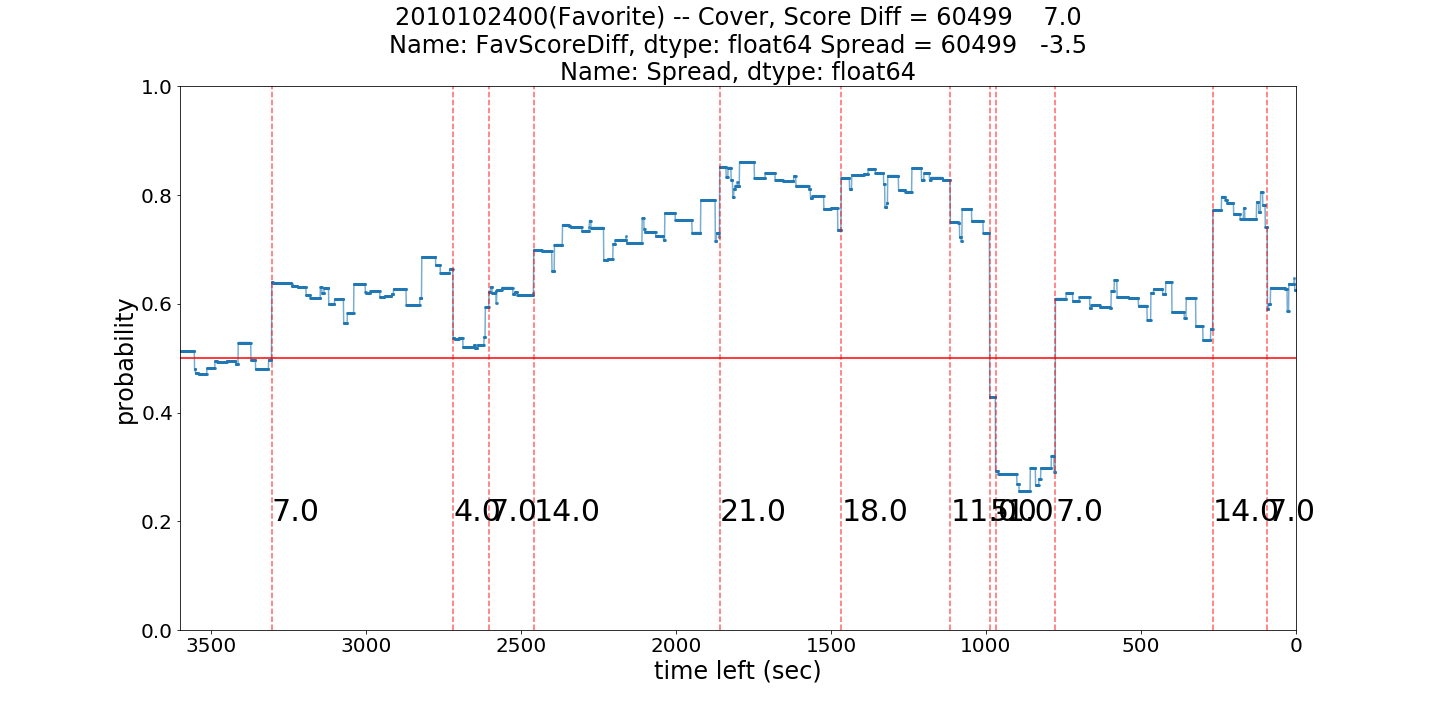 2010102400(Favorite) -- Cover, Score Diff = 60499 7.0
Name: FavScoreDiff, dtype: float64 Spread = 60499 -3.5
Name: Spread, dtype: float64
probability
1.0
0.8
0.6
0.4
0.2
0.0
7.0
4.0
7.0
14.0
21.0
18.0
11.0
7.0
14.0
7.0
3500 3000 2500 2000 1500 1000 500 0
time left (sec)